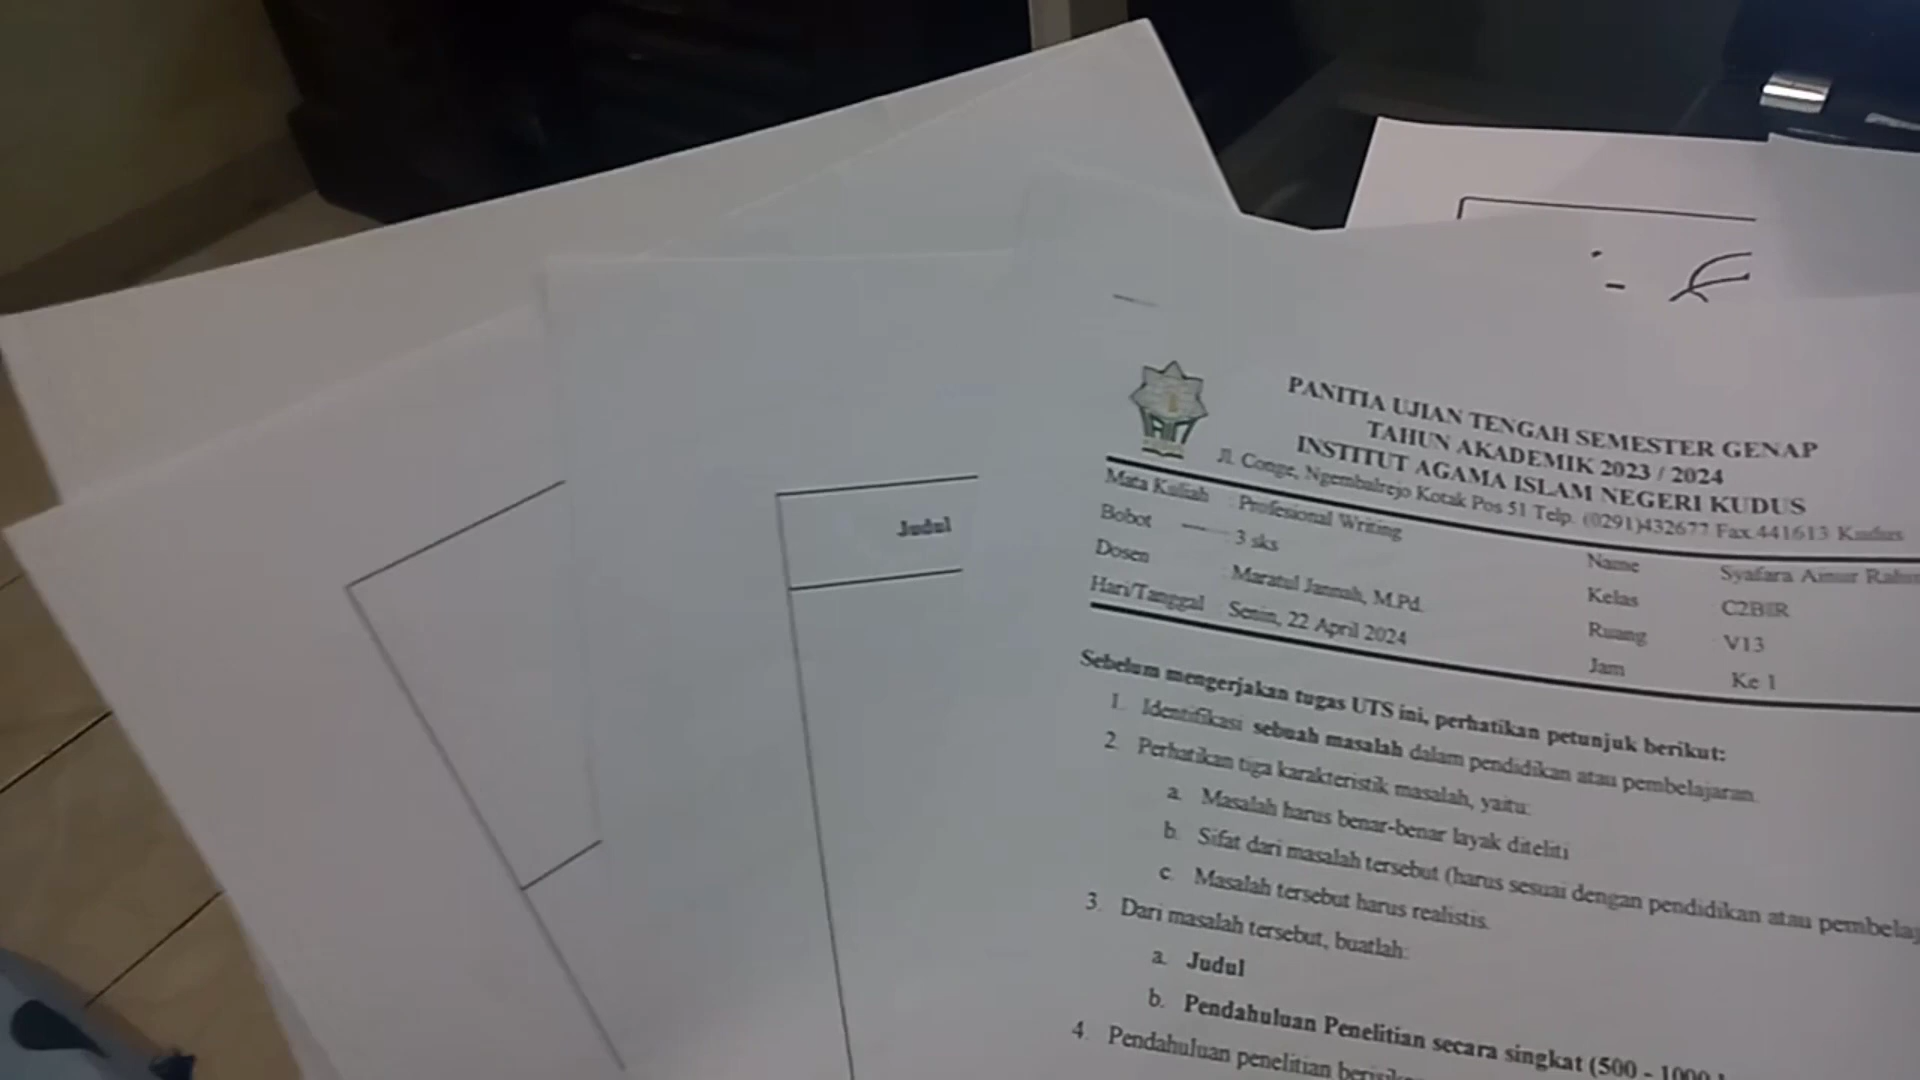 Judul
PANITIA UJIAN TENGAH SEMESTER GENAP
TAHUN AKADEMIK 2023 / 2024
INSTITUT AGAMA ISLAM NEGERI KUDUS
Jl. Conge, Ngembalrejo Kotak Pos 51 Telp. (0291)432677 Fax.441613 Kudus
Mata Kuliah : Profesional Writing
Bobot 3 sks
Dosen Maratul Jannah, M.Pd.
Hari/Tanggal : Senin, 22 April 2024
Name Syafara Ainur
Kelas C2BIR
Ruang V13
Jam Ke 1
Sebelum mengerjakan tugas UTS ini, perhatikan petunjuk berikut:
1. Identifikasi sebuah masalah dalam pendidikan atau pembelajaran.
2. Perhatikan tiga karakteristik masalah, yaitu:
a. Masalah harus benar-benar layak diteliti
b. Sifat dari masalah tersebut (harus sesuai dengan pendidikan atau
c. Masalah tersebut harus realistis.
3. Dari masalah tersebut, buatlah:
a. Judul
b. Pendahuluan Penelitian secara singkat (500 - 1000
4. Pendahuluan penelitian